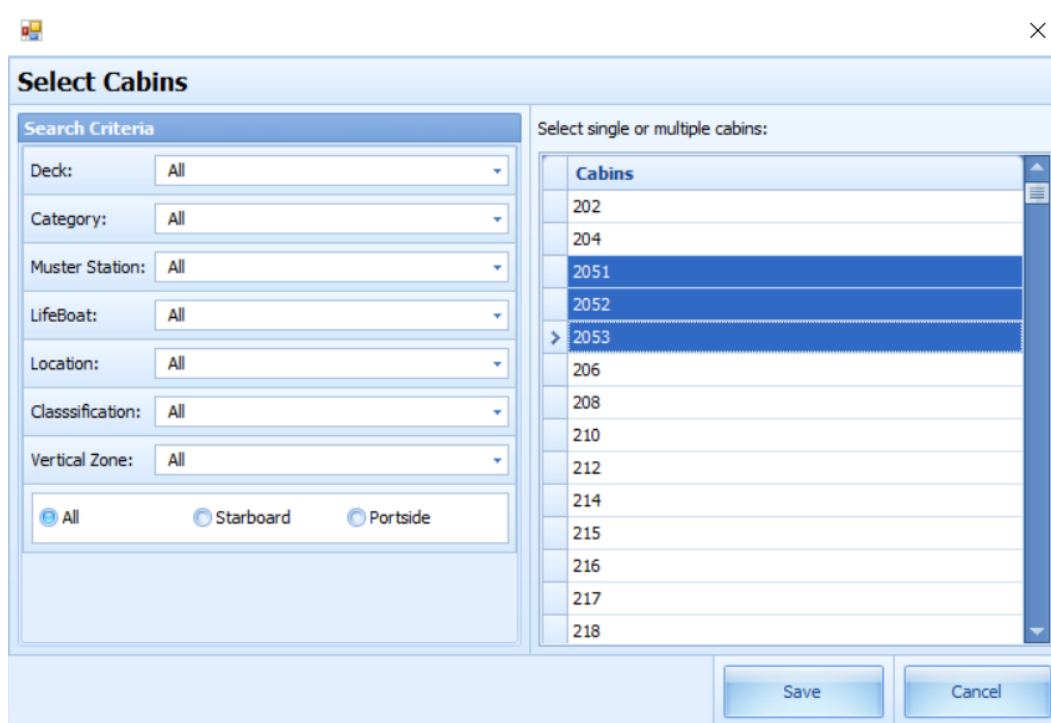 Select Cabins
Search Criteria
Deck: All
Category: All
Muster Station: All
LifeBoat: All
Location: All
Classsification: All
Vertical Zone: All
All Starboard Portside
Select single or multiple cabins:
Cabins
202
204
2051
2052
2053
206
208
210
212
214
215
216
217
218
Save Cancel